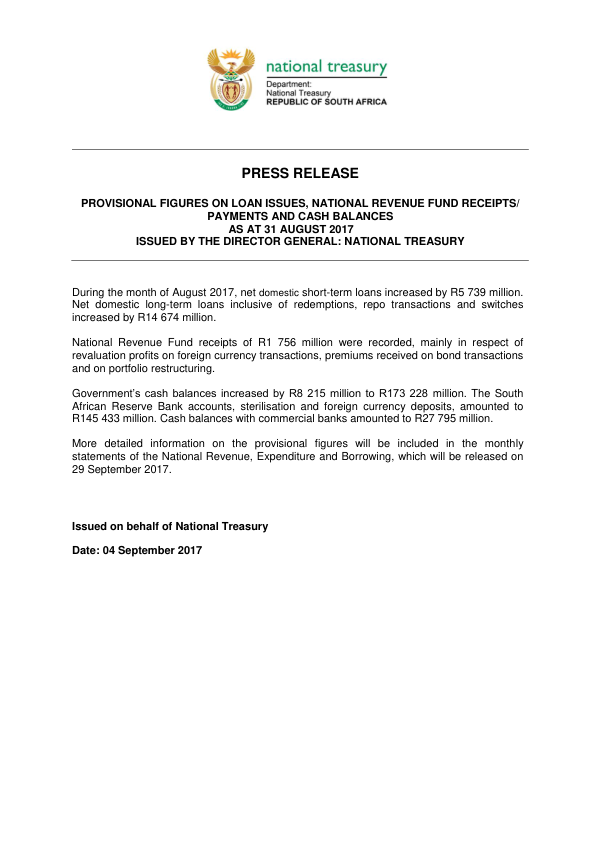 national treasury
Department:
National Treasury
REPUBLIC OF SOUTH AFRICA
PRESS RELEASE
PROVISIONAL FIGURES ON LOAN ISSUES, NATIONAL REVENUE FUND RECEIPTS/
PAYMENTS AND CASH BALANCES
AS AT 31 AUGUST 2017
ISSUED BY THE DIRECTOR GENERAL: NATIONAL TREASURY
During the month of August 2017, net domestic short-term loans increased by R5 739 million.
Net domestic long-term loans inclusive of redemptions, repo transactions and switches
increased by R14 674 million.
National Revenue Fund receipts of R1 756 million were recorded, mainly in respect of
revaluation profits on foreign currency transactions, premiums received on bond transactions
and on portfolio restructuring.
Government's cash balances increased by R8 215 million to R173 228 million. The South
African Reserve Bank accounts, sterilisation and foreign currency deposits, amounted to
R145 433 million. Cash balances with commercial banks amounted to R27 795 million.
More detailed information on the provisional figures will be included in the monthly
statements of the National Revenue, Expenditure and Borrowing, which will be released on
29 September 2017.
Issued on behalf of National Treasury
Date: 04 September 2017